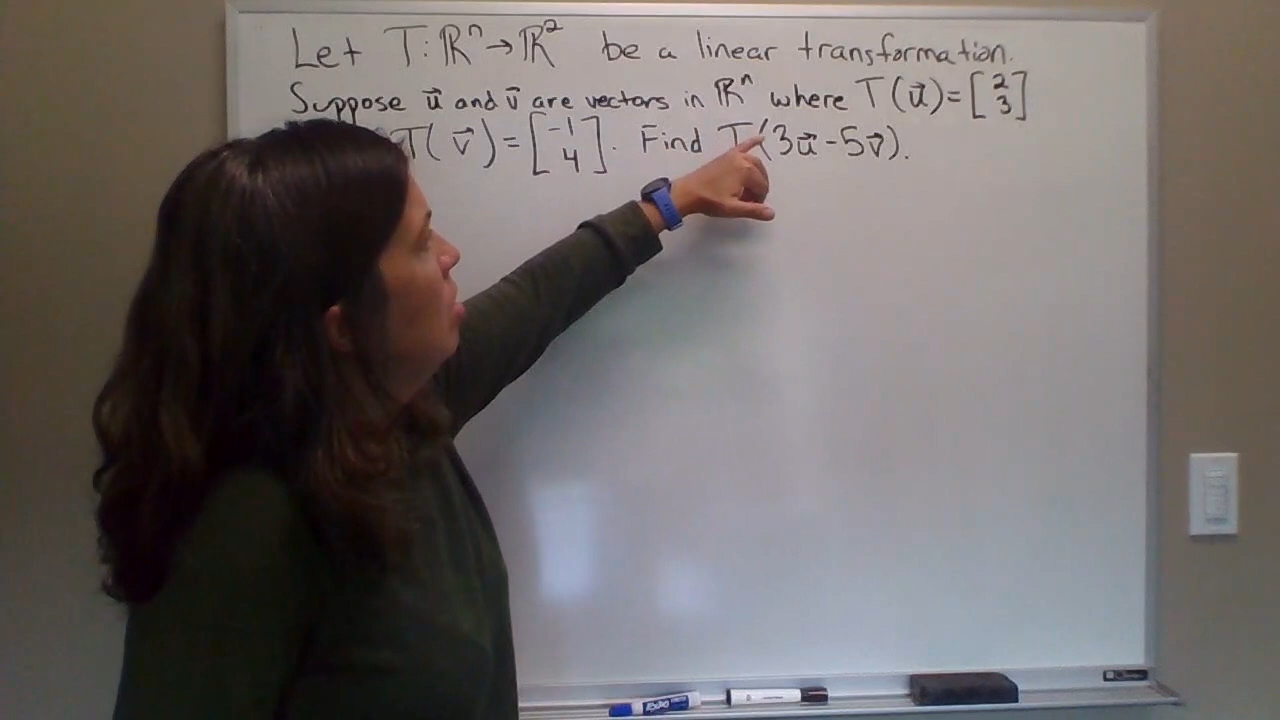 Let T: ℝⁿ→ℝ² be a linear transformation.
Suppose u⃗ and v⃗ are vectors in ℝⁿ where T(u⃗)=[2 3]
T(v⃗)=[-1 4]. Find T(3u⃗-5v⃗).
EXPO